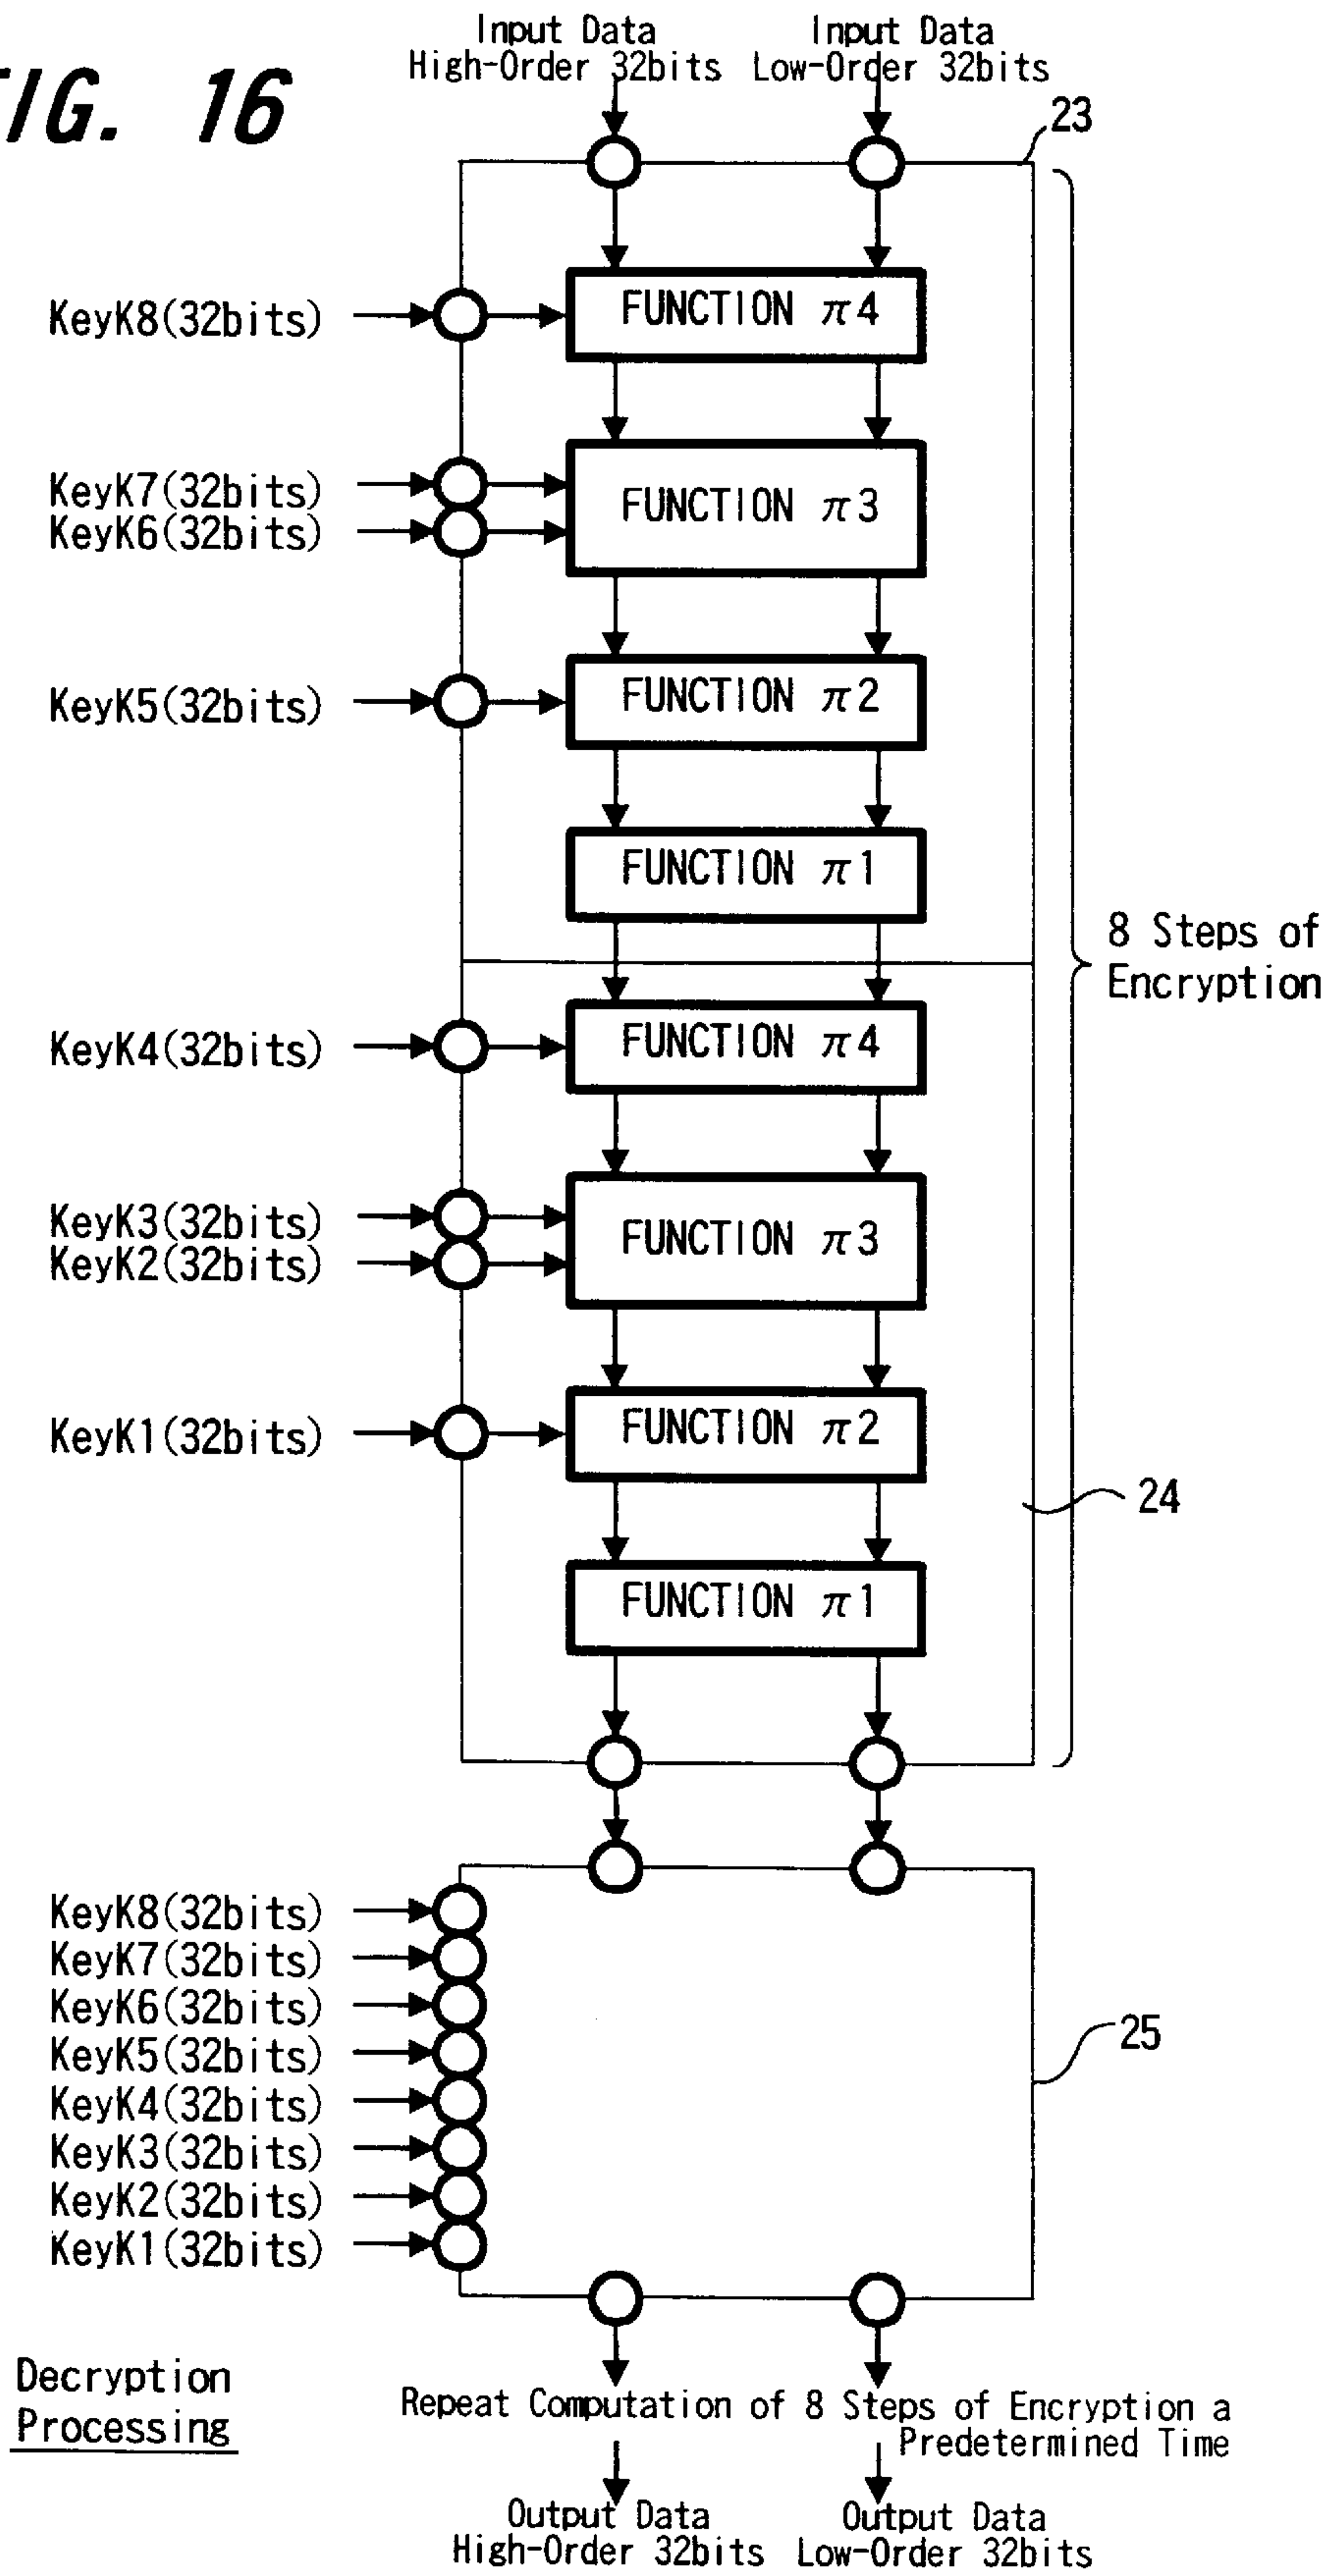 FIG. 16
Input Data High-Order 32bits
Input Data Low-Order 32bits
23
KeyK8(32bits)
FUNCTION π4
KeyK7(32bits)
KeyK6(32bits)
FUNCTION π3
KeyK5(32bits)
FUNCTION π2
FUNCTION π1
8 Steps of
Encryption
KeyK4(32bits)
FUNCTION π4
KeyK3(32bits)
KeyK2(32bits)
FUNCTION π3
KeyK1(32bits)
FUNCTION π2
24
FUNCTION π1
KeyK8(32bits)
KeyK7(32bits)
KeyK6(32bits)
KeyK5(32bits)
KeyK4(32bits)
KeyK3(32bits)
KeyK2(32bits)
KeyK1(32bits)
25
Decryption
Processing
Repeat Computation of 8 Steps of Encryption a
Predetermined Time
Output Data
High-Order 32bits
Output Data
Low-Order 32bits